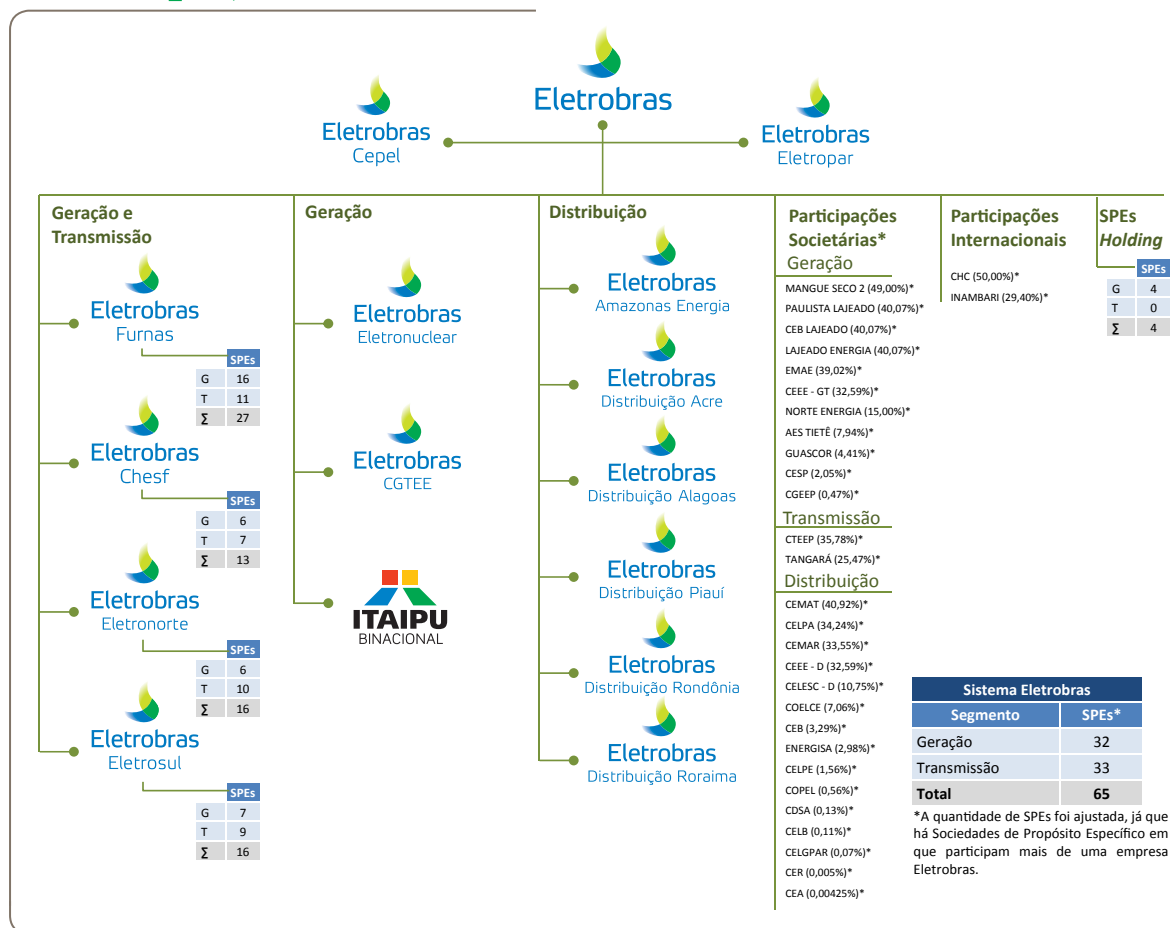 Eletrobras
Eletrobras
Cepel
Eletrobras
Eletropar
Geração e
Transmissão
Eletrobras
Furnas
SPEs
G 16
T 11
Σ 27
Eletrobras
Chesf
SPEs
G 6
T 7
Σ 13
Eletrobras
Eletronorte
SPEs
G 6
T 10
Σ 16
Eletrobras
Eletrosul
SPEs
G 7
T 9
Σ 16
Geração
Eletrobras
Eletronuclear
Eletrobras
CGTEE
ITAIPU
BINACIONAL
Distribuição
Eletrobras
Amazonas Energia
Eletrobras
Distribuição Acre
Eletrobras
Distribuição Alagoas
Eletrobras
Distribuição Piauí
Eletrobras
Distribuição Rondônia
Eletrobras
Distribuição Roraima
Participações
Societárias*
Geração
MANGUE SECO 2 (49,00%)*
PAULISTA LAJEADO (40,07%)*
CEB LAJEADO (40,07%)*
LAJEADO ENERGIA (40,07%)*
EMAE (39,02%)*
CEEE - GT (32,59%)*
NORTE ENERGIA (15,00%)*
AES TIETÊ (7,94%)*
GUASCOR (4,41%)*
CESP (2,05%)*
CGEEP (0,47%)*
Transmissão
CTEEP (35,78%)*
TANGARÁ (25,47%)*
Distribuição
CEMAT (40,92%)*
CELPA (34,24%)*
CEMAR (33,55%)*
CEEE - D (32,59%)*
CELESC - D (10,75%)*
COELCE (7,06%)*
CEB (3,29%)*
ENERGISA (2,98%)*
CELPE (1,56%)*
COPEL (0,56%)*
CDSA (0,13%)*
CELB (0,11%)*
CELGPAR (0,07%)*
CER (0,005%)*
CEA (0,00425%)*
Participações
Internacionais
CHC (50,00%)*
INAMBARI (29,40%)*
SPEs
Holding
SPEs
G 4
T 0
Σ 4
Sistema Eletrobras
Segmento SPEs*
Geração 32
Transmissão 33
Total 65
*A quantidade de SPEs foi ajustada, já que
há Sociedades de Propósito Específico em
que participam mais de uma empresa
Eletrobras.